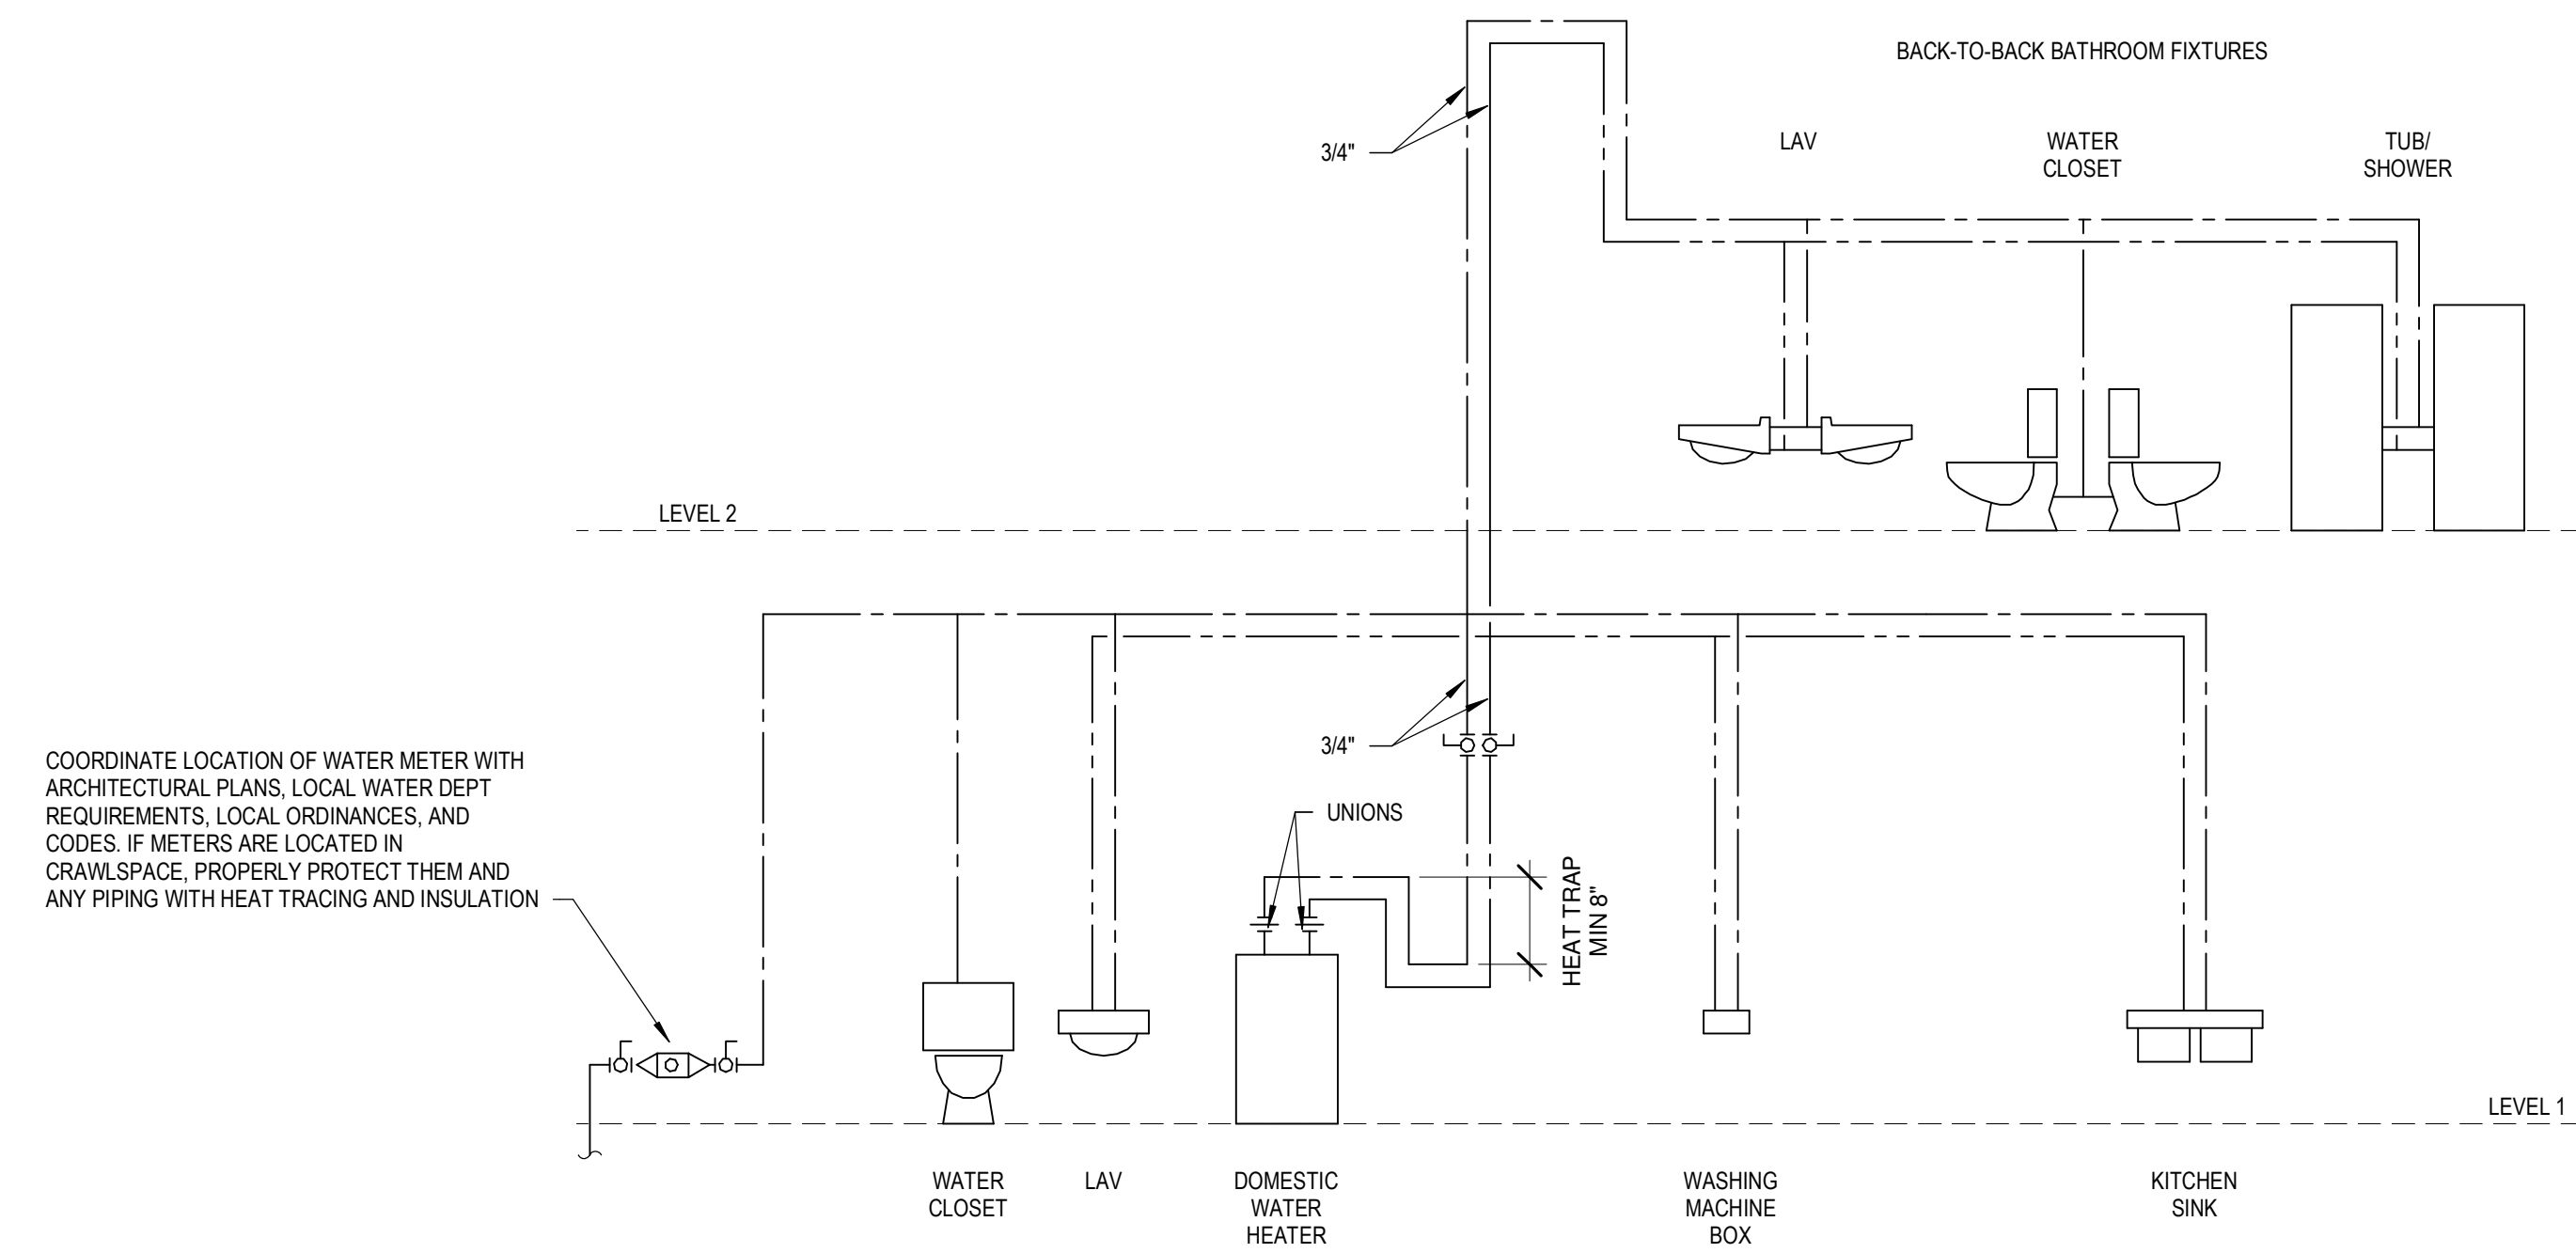 BACK-TO-BACK BATHROOM FIXTURES
3/4"
LAV
WATER
CLOSET
TUB/
SHOWER
LEVEL 2
3/4"
COORDINATE LOCATION OF WATER METER WITH
ARCHITECTURAL PLANS, LOCAL WATER DEPT
REQUIREMENTS, LOCAL ORDINANCES, AND
CODES. IF METERS ARE LOCATED IN
CRAWLSPACE, PROPERLY PROTECT THEM AND
ANY PIPING WITH HEAT TRACING AND INSULATION
UNIONS
HEAT TRAP
MIN 8"
LEVEL 1
WATER
CLOSET
LAV
DOMESTIC
WATER
HEATER
WASHING
MACHINE
BOX
KITCHEN
SINK